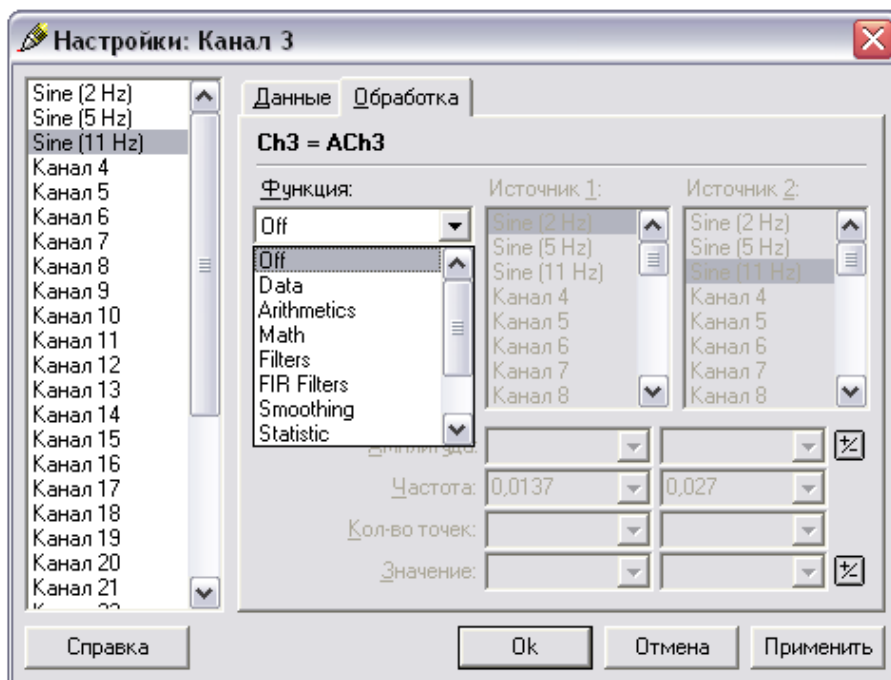 Настройки: Канал 3
Sine (2 Hz)
Sine (5 Hz)
Sine (11 Hz)
Канал 4
Канал 5
Канал 6
Канал 7
Канал 8
Канал 9
Канал 10
Канал 11
Канал 12
Канал 13
Канал 14
Канал 15
Канал 16
Канал 17
Канал 18
Канал 19
Канал 20
Канал 21
Данные
Обработка
Ch3 = ACh3
Функция:
Off
Off
Data
Arithmetics
Math
Filters
FIR Filters
Smoothing
Statistic
Источник 1:
Sine (2 Hz)
Sine (5 Hz)
Sine (11 Hz)
Канал 4
Канал 5
Канал 6
Канал 7
Канал 8
Источник 2:
Sine (2 Hz)
Sine (5 Hz)
Sine (11 Hz)
Канал 4
Канал 5
Канал 6
Канал 7
Канал 8
Амплитуда:
Частота: 0,0137 0,027
Кол-во точек:
Значение:
Справка
Ok
Отмена
Применить